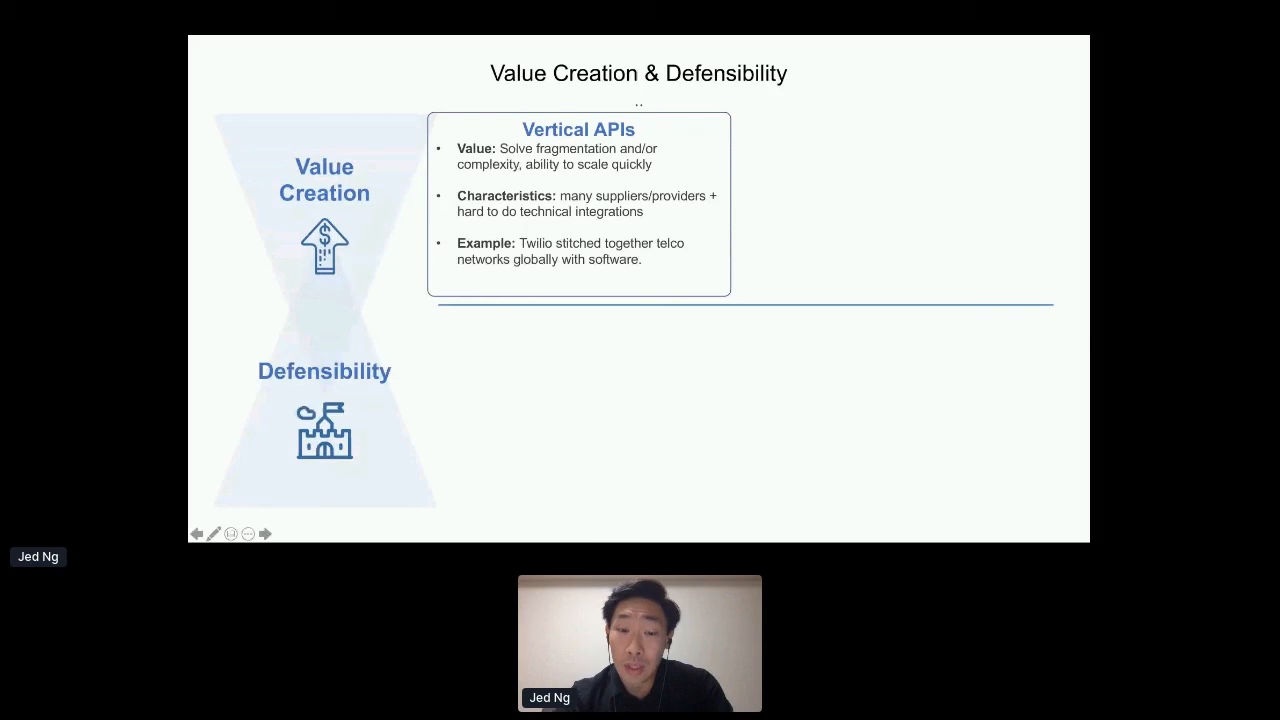 Value Creation & Defensibility
..
Value
Creation
Vertical APIs
• Value: Solve fragmentation and/or
complexity, ability to scale quickly
• Characteristics: many suppliers/providers +
hard to do technical integrations
• Example: Twilio stitched together telco
networks globally with software.
Defensibility
Jed Ng
Jed Ng